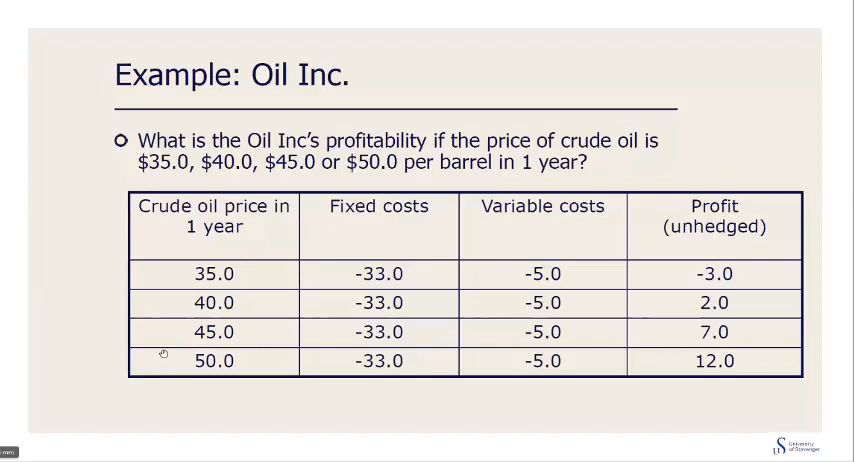 Example: Oil Inc.
What is the Oil Inc's profitability if the price of crude oil is
$35.0, $40.0, $45.0 or $50.0 per barrel in 1 year?
Crude oil price in 1 year Fixed costs Variable costs Profit (unhedged)
35.0 -33.0 -5.0 -3.0
40.0 -33.0 -5.0 2.0
45.0 -33.0 -5.0 7.0
50.0 -33.0 -5.0 12.0
mm
University
of Stavanger